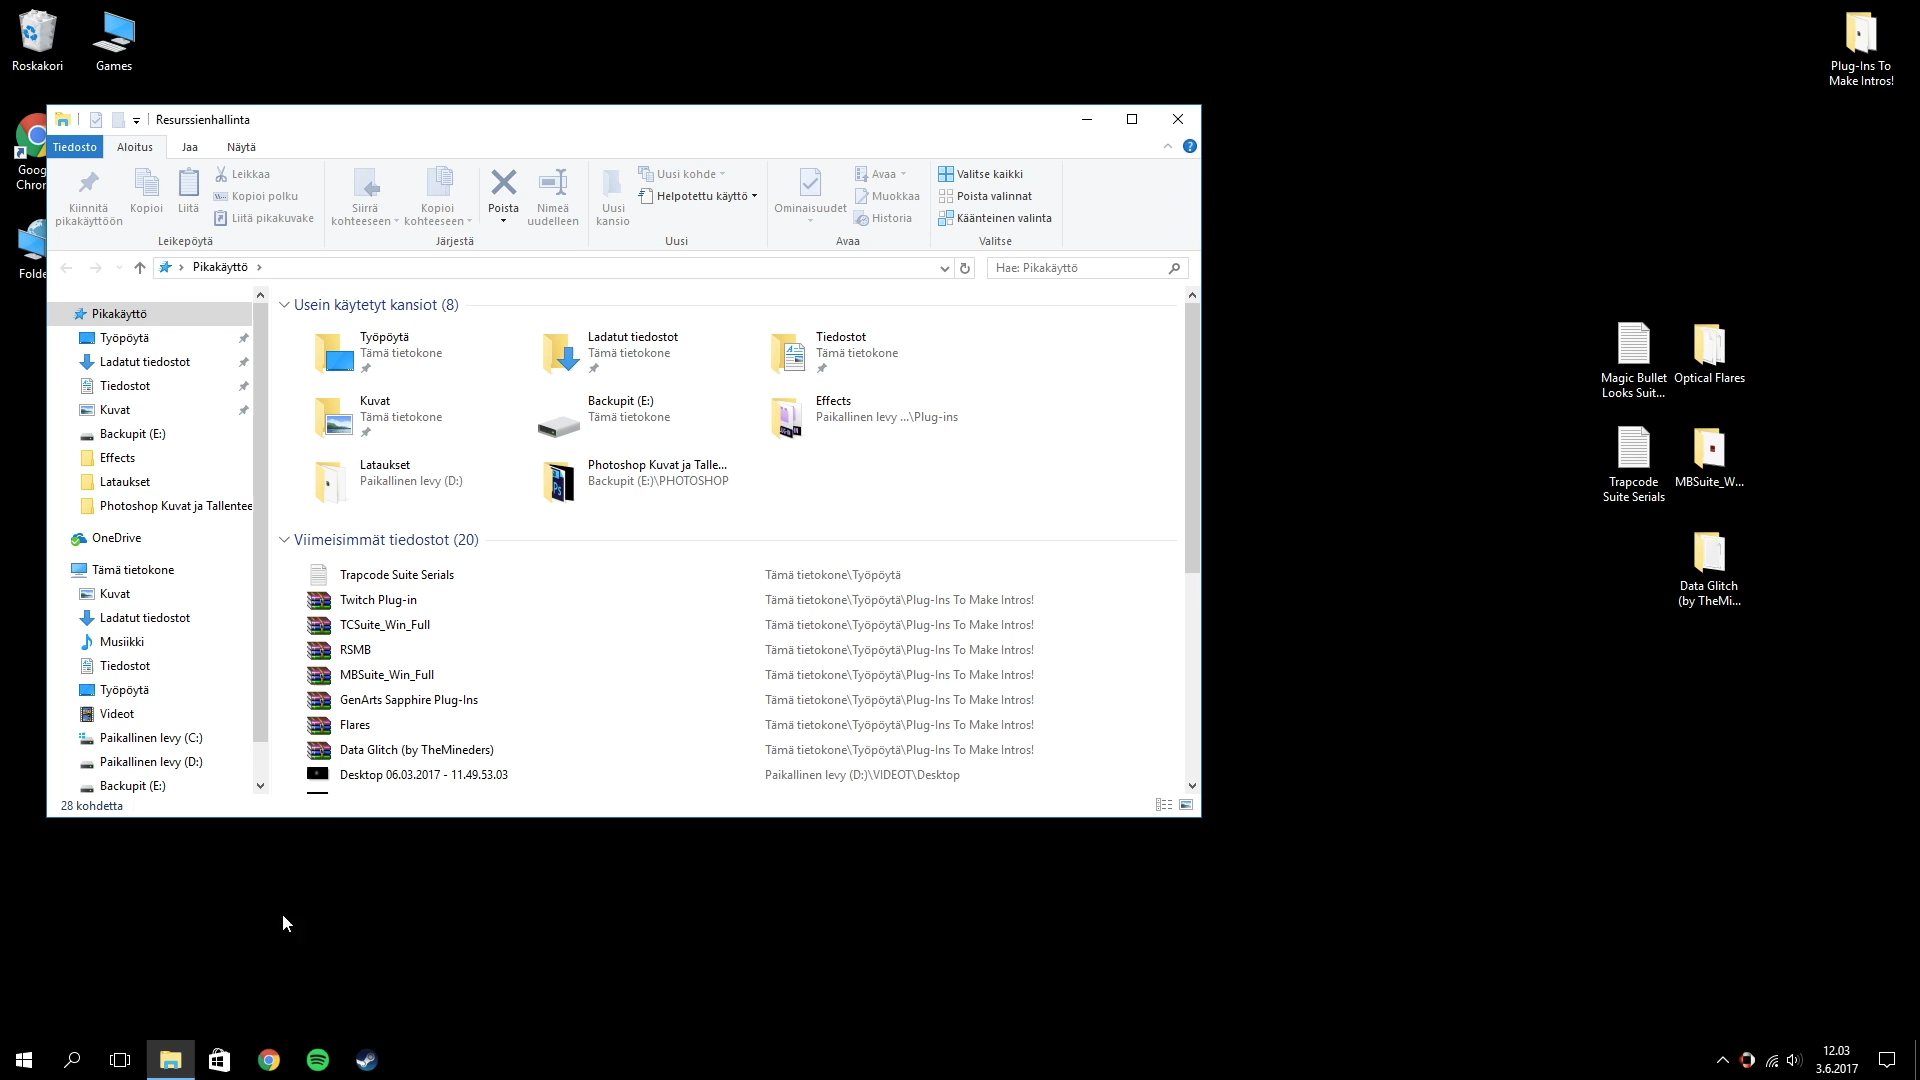 Roskakori
Games
Plug-Ins To
Make Intros!
Goog
Chron
Folde
Resurssienhallinta
Tiedosto
Aloitus
Jaa
Näytä
Kiinnitä
pikakäyttöön
Kopioi
Liitä
Leikkaa
Kopioi polku
Liitä pikakuvake
Leikepöytä
Siirrä
kohteeseen
Kopioi
kohteeseen
Poista
Nimeä
uudelleen
Järjestä
Uusi
kansio
Uusi kohde
Helpotettu käyttö
Uusi
Ominaisuudet
Avaa
Muokkaa
Historia
Avaa
Valitse kaikki
Poista valinnat
Käänteinen valinta
Valitse
Pikakäyttö
Hae: Pikakäyttö
Pikakäyttö
Työpöytä
Ladatut tiedostot
Tiedostot
Kuvat
Backupit (E:)
Effects
Lataukset
Photoshop Kuvat ja Tallentee
OneDrive
Tämä tietokone
Kuvat
Ladatut tiedostot
Musiikki
Tiedostot
Työpöytä
Videot
Paikallinen levy (C:)
Paikallinen levy (D:)
Backupit (E:)
Usein käytetyt kansiot (8)
Työpöytä
Tämä tietokone
Ladatut tiedostot
Tämä tietokone
Tiedostot
Tämä tietokone
Kuvat
Tämä tietokone
Backupit (E:)
Tämä tietokone
Effects
Paikallinen levy ...\Plug-ins
Lataukset
Paikallinen levy (D:)
Photoshop Kuvat ja Talle...
Backupit (E:)\PHOTOSHOP
Viimeisimmät tiedostot (20)
Trapcode Suite Serials Tämä tietokone\Työpöytä
Twitch Plug-in Tämä tietokone\Työpöytä\Plug-Ins To Make Intros!
TCSuite_Win_Full Tämä tietokone\Työpöytä\Plug-Ins To Make Intros!
RSMB Tämä tietokone\Työpöytä\Plug-Ins To Make Intros!
MBSuite_Win_Full Tämä tietokone\Työpöytä\Plug-Ins To Make Intros!
GenArts Sapphire Plug-Ins Tämä tietokone\Työpöytä\Plug-Ins To Make Intros!
Flares Tämä tietokone\Työpöytä\Plug-Ins To Make Intros!
Data Glitch (by TheMineders) Tämä tietokone\Työpöytä\Plug-Ins To Make Intros!
Desktop 06.03.2017 - 11.49.53.03 Paikallinen levy (D:)\VIDEOT\Desktop
28 kohdetta
Magic Bullet
Looks Suit...
Optical Flares
Trapcode
Suite Serials
MBSuite_W...
Data Glitch
(by TheMi...
12.03
3.6.2017